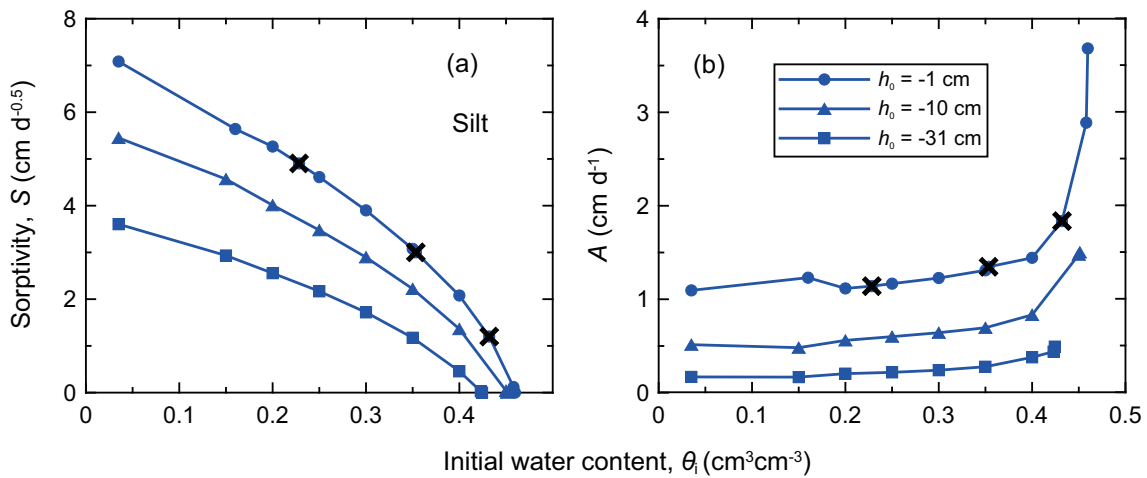 8
6
4
2
0
Sorptivity, S (cm d⁻⁰·⁵)
(a)
Silt
0
0.1
0.2
0.3
0.4
4
3
2
1
0
A (cm d⁻¹)
(b)
h₀ = -1 cm
h₀ = -10 cm
h₀ = -31 cm
0
0.1
0.2
0.3
0.4
0.5
Initial water content, θᵢ (cm³cm⁻³)